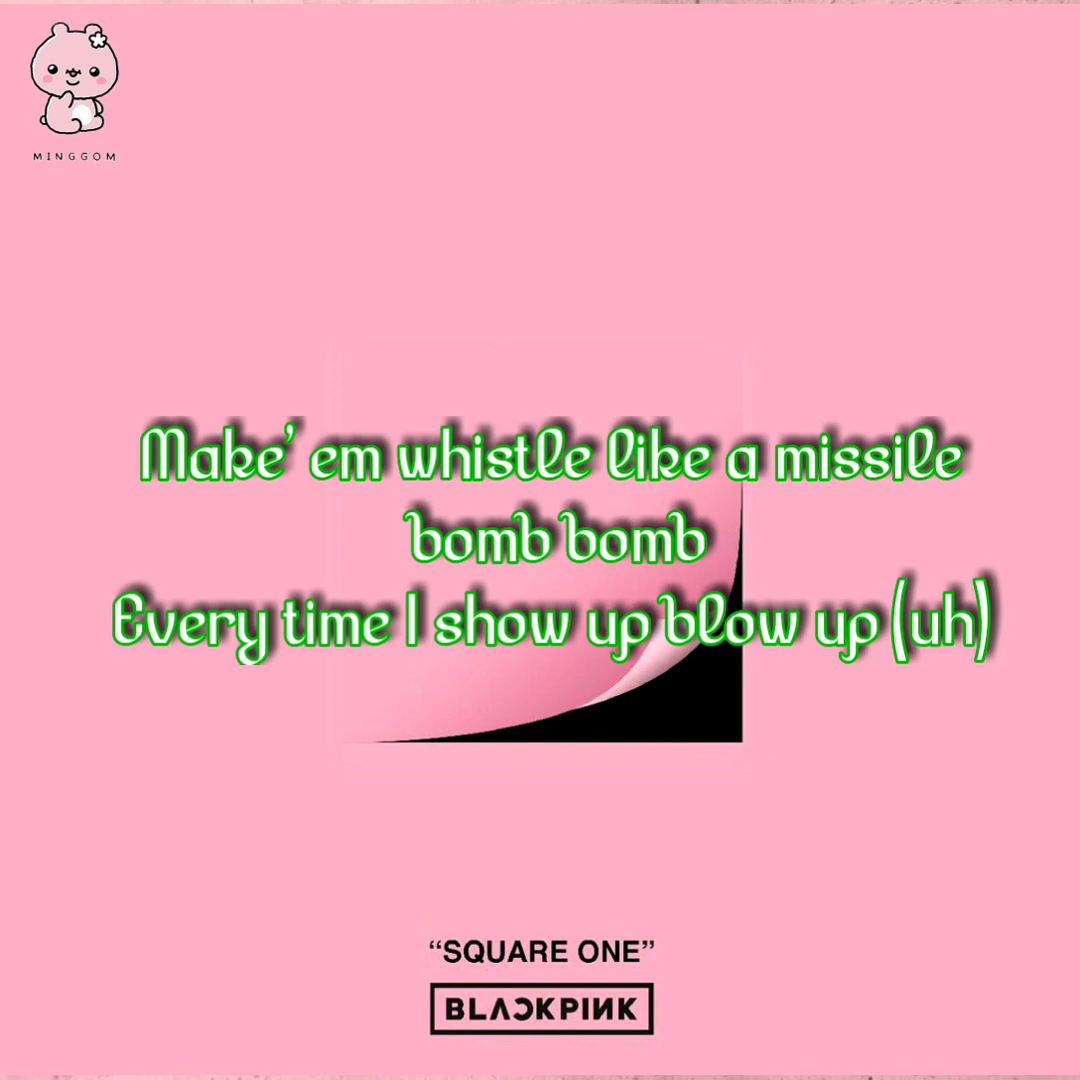 MINGGOM
Make’ em whistle like a missile
bomb bomb
Every time I show up blow up (uh)
“SQUARE ONE”
BLACKPINK